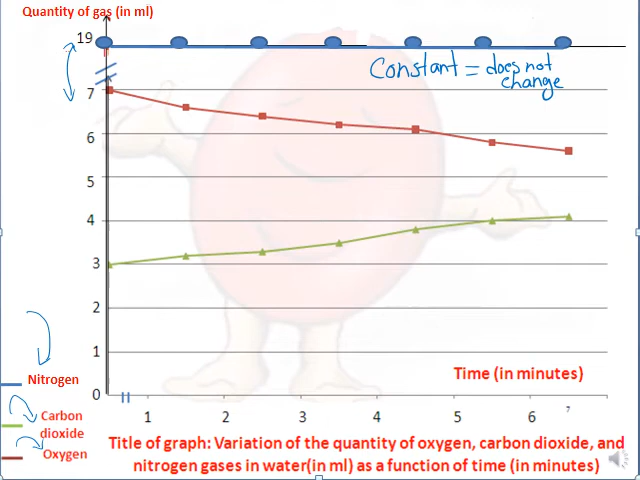 Quantity of gas (in ml)
19
Constant = does not
change
7
6
5
4
3
2
1
0
Time (in minutes)
1 2 3 4 5 6 7
Nitrogen
Carbon
dioxide
Oxygen
Title of graph: Variation of the quantity of oxygen, carbon dioxide, and
nitrogen gases in water(in ml) as a function of time (in minutes)